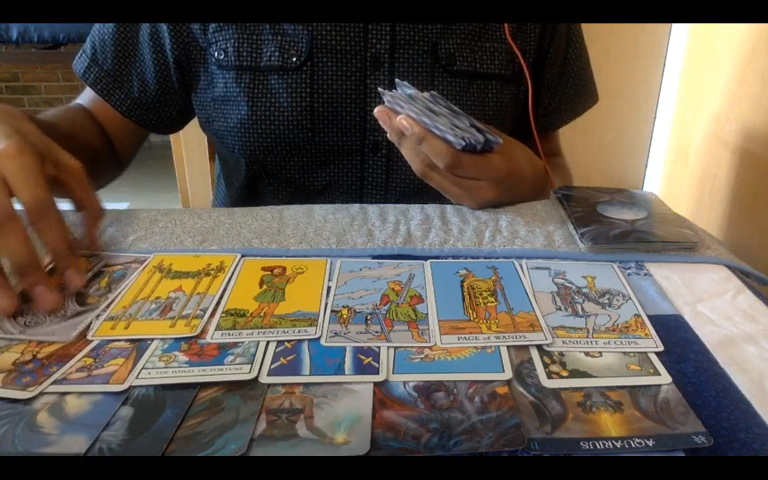 PAGE of PENTACLES.
PAGE of WANDS.
KNIGHT of CUPS.
X THE WHEEL OF FORTUNE
AQUARIUS